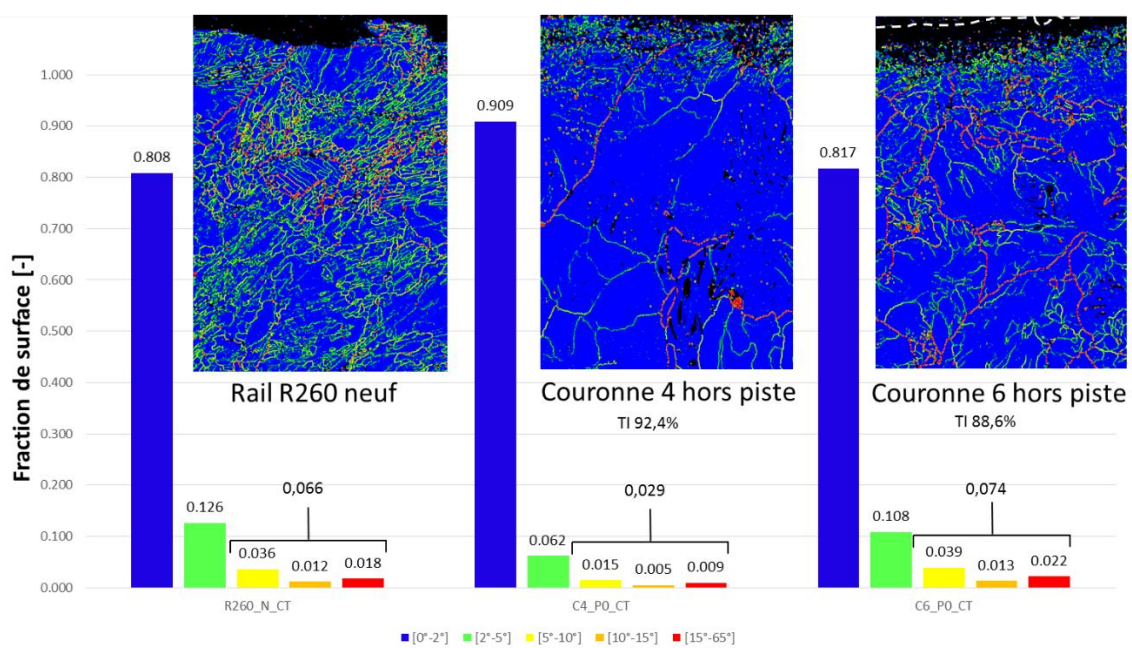 Fraction de surface [-]
1.000
0.900
0.800
0.700
0.600
0.500
0.400
0.300
0.200
0.100
0.000
Rail R260 neuf
Couronne 4 hors piste
TI 92,4%
Couronne 6 hors piste
TI 88,6%
0.808
0.126
0.036
0.012
0.018
0,066
0.909
0.062
0.015
0.005
0.009
0,029
0.817
0.108
0.039
0.013
0.022
0,074
R260_N_CT
C4_P0_CT
C6_P0_CT
[0°-2°] [2°-5°] [5°-10°] [10°-15°] [15°-65°]